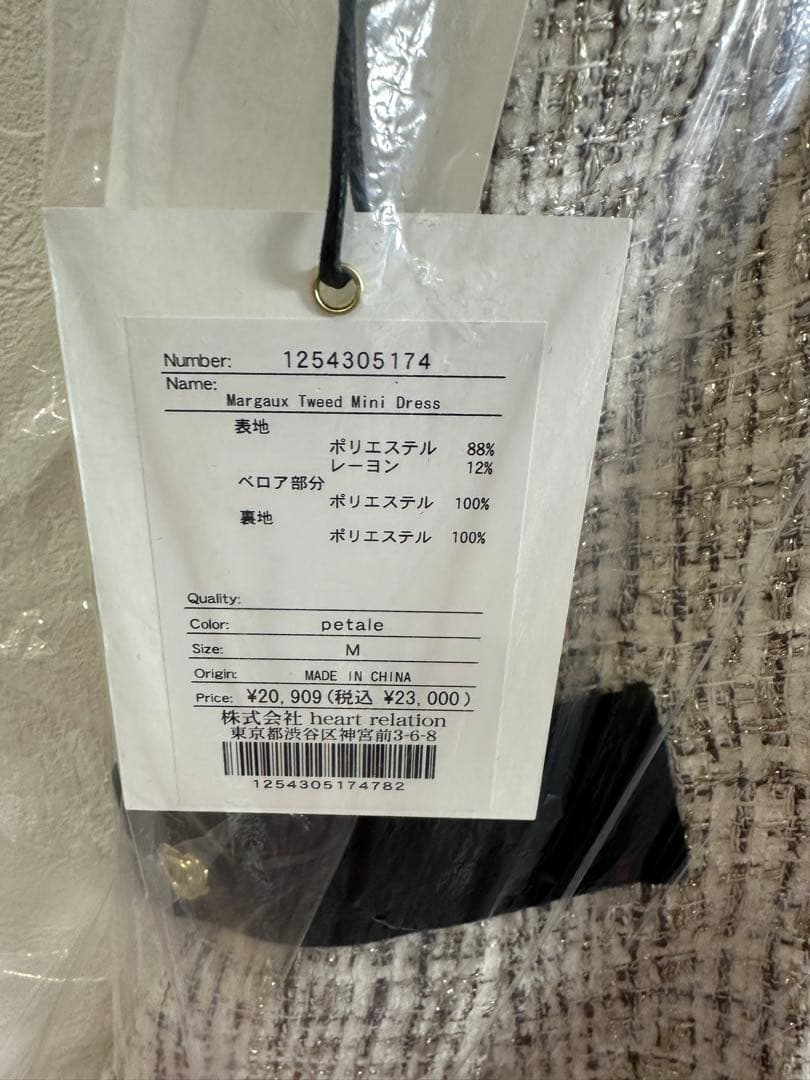 Number: 1254305174
Name:
Margaux Tweed Mini Dress
表地
ポリエステル 88%
レーヨン 12%
ベロア部分
ポリエステル 100%
裏地
ポリエステル 100%
Quality:
Color: petale
Size: M
Origin: MADE IN CHINA
Price: ¥20,909(税込 ¥23,000)
株式会社 heart relation
東京都渋谷区神宮前3-6-8
1254305174782